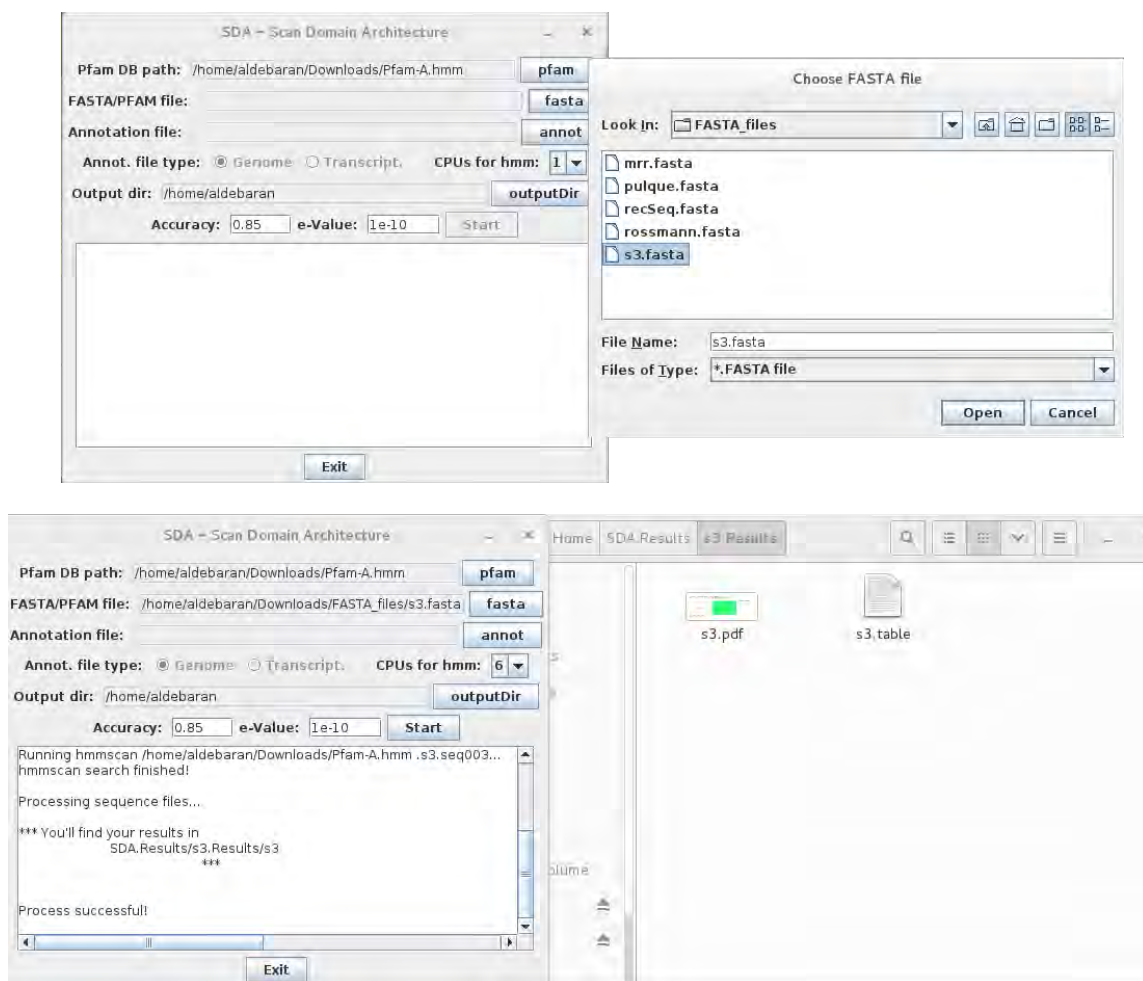 SDA – Scan Domain Architecture
Pfam DB path: /home/aldebaran/Downloads/Pfam-A.hmm pfam
FASTA/PFAM file: fasta
Annotation file: annot
Annot. file type: Genome Transcript. CPUs for hmm: 1
Output dir: /home/aldebaran outputDir
Accuracy: 0.85 e-Value: 1e-10 Start
Exit
Choose FASTA file
Look In: FASTA_files
mrr.fasta
pulque.fasta
recSeq.fasta
rossmann.fasta
s3.fasta
File Name: s3.fasta
Files of Type: *.FASTA file
Open Cancel
SDA – Scan Domain Architecture
Pfam DB path: /home/aldebaran/Downloads/Pfam-A.hmm pfam
FASTA/PFAM file: /home/aldebaran/Downloads/FASTA_files/s3.fasta fasta
Annotation file: annot
Annot. file type: Genome Transcript. CPUs for hmm: 6
Output dir: /home/aldebaran outputDir
Accuracy: 0.85 e-Value: 1e-10 Start
Running hmmscan /home/aldebaran/Downloads/Pfam-A.hmm .s3.seq003...
hmmscan search finished!
Processing sequence files...
*** You'll find your results in
SDA.Results/s3.Results/s3
***
Process successful!
Exit
Home SDA.Results s3.Results
s3.pdf s3.table
olume